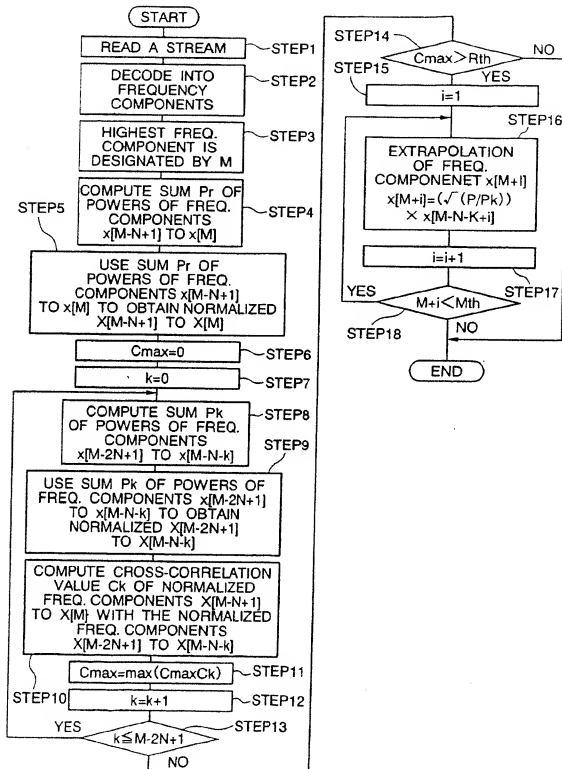 START
READ A STREAM
STEP1
DECODE INTO
FREQUENCY
COMPONENTS
STEP2
HIGHEST FREQ.
COMPONENT IS
DESIGNATED BY M
STEP3
COMPUTE SUM Pr OF
POWERS OF FREQ.
COMPONENTS
x[M-N+1] TO x[M]
STEP4
STEP5
USE SUM Pr OF
POWERS OF FREQ.
COMPONENTS x[M-N+1]
TO x[M] TO OBTAIN NORMALIZED
X[M-N+1] TO X[M]
Cmax=0
STEP6
k=0
STEP7
COMPUTE SUM Pk
OF POWERS OF FREQ.
COMPONENTS
x[M-2N+1] TO x[M-N-k]
STEP8
STEP9
USE SUM Pk OF POWERS OF
FREQ. COMPONENTS x[M-2N+1]
TO x[M-N-k] TO OBTAIN
NORMALIZED X[M-2N+1]
TO X[M-N-k]
COMPUTE CROSS-CORRELATION
VALUE Ck OF NORMALIZED
FREQ. COMPONENTS X[M-N+1]
TO X[M} WITH THE NORMALIZED
FREQ. COMPONENTS
X[M-2N+1] TO X[M-N-k]
STEP10
Cmax=max(CmaxCk)
STEP11
k=k+1
STEP12
STEP13
YES
k≦M-2N+1
NO
STEP14
Cmax>Rth
NO
YES
STEP15
i=1
STEP16
EXTRAPOLATION
OF FREQ.
COMPONENET x[M+I]
x[M+i]=(√(P/Pk))
× x[M-N-K+i]
i=i+1
STEP17
YES
M+i<Mth
STEP18
NO
END